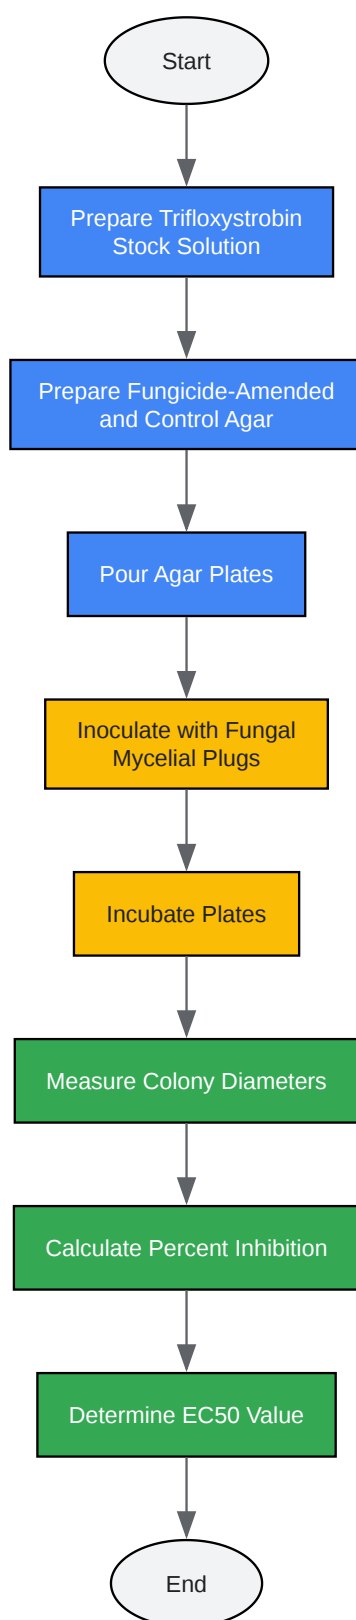 Start
Prepare Trifloxystrobin
Stock Solution
Prepare Fungicide-Amended
and Control Agar
Pour Agar Plates
Inoculate with Fungal
Mycelial Plugs
Incubate Plates
Measure Colony Diameters
Calculate Percent Inhibition
Determine EC50 Value
End